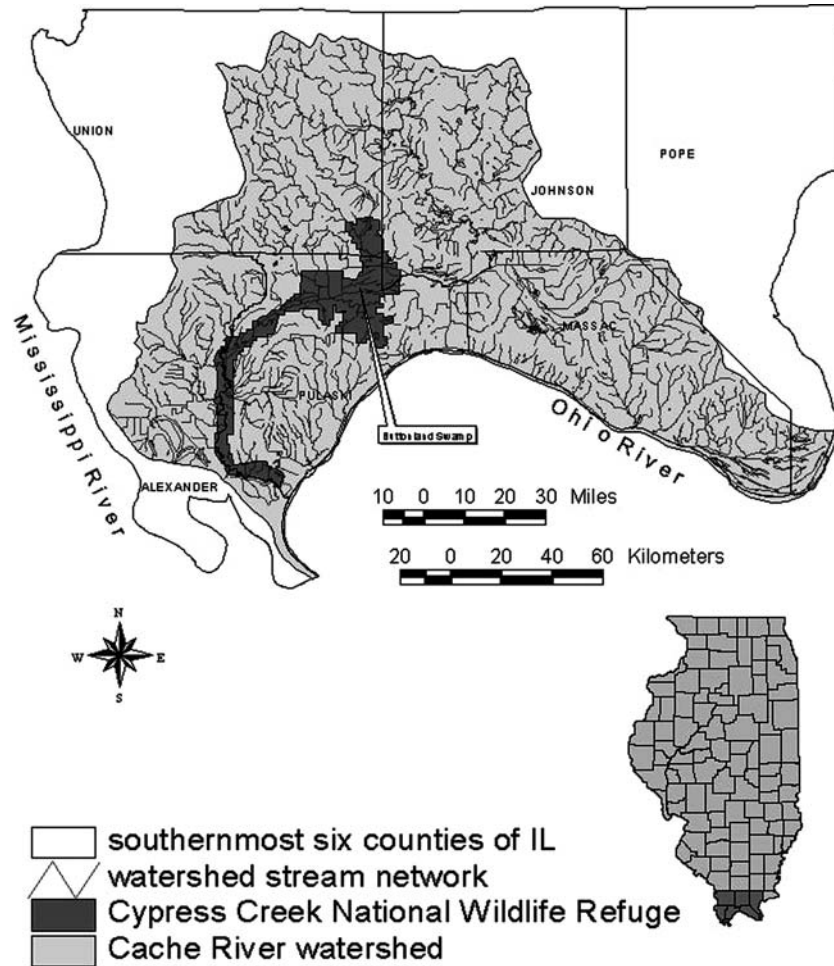 UNION
POPE
JOHNSON
MASSAC
PULASKI
Buttonland Swamp
ALEXANDER
Mississippi River
Ohio River
10 0 10 20 30 Miles
20 0 20 40 60 Kilometers
N
W E
S
southernmost six counties of IL
watershed stream network
Cypress Creek National Wildlife Refuge
Cache River watershed